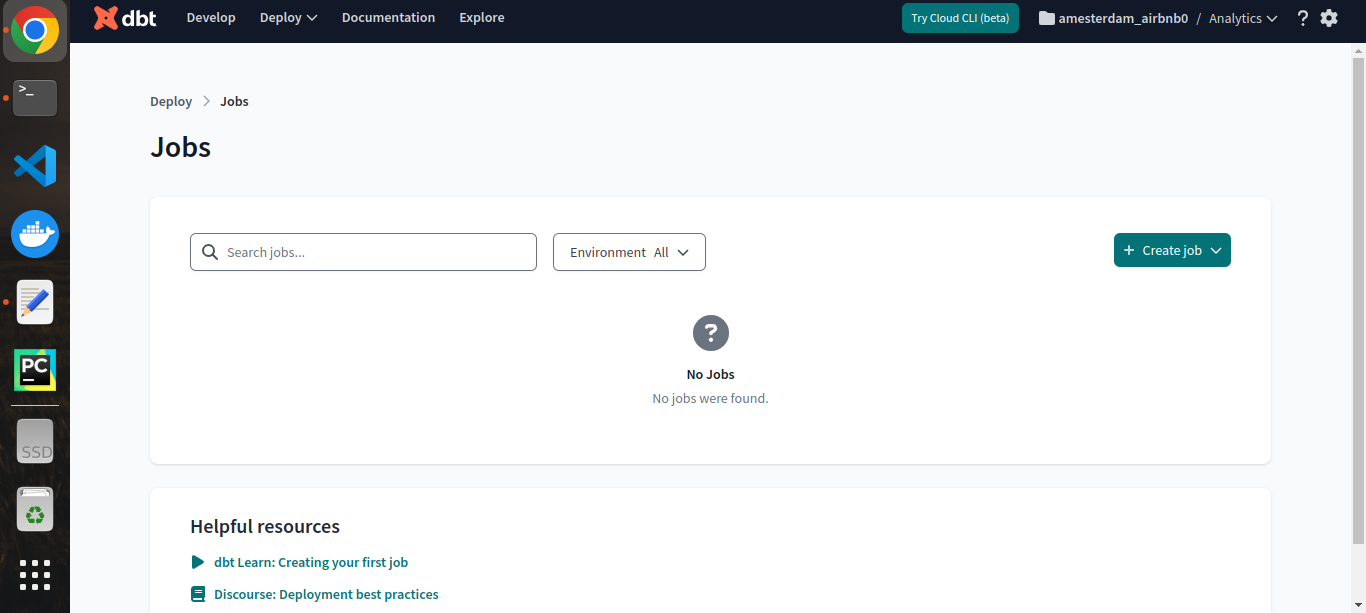 dbt Develop Deploy Documentation Explore Try Cloud CLI (beta) amesterdam_airbnb0 / Analytics ?
>_
Deploy > Jobs
Jobs
Search jobs... Environment All + Create job
?
No Jobs
No jobs were found.
PC
SSD
Helpful resources
dbt Learn: Creating your first job
Discourse: Deployment best practices